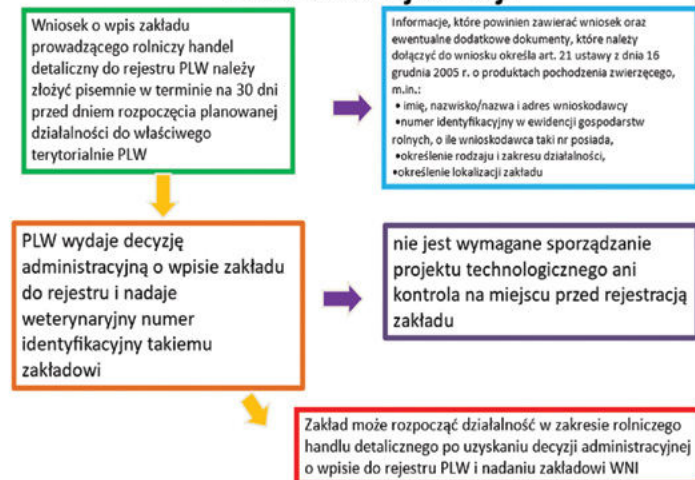 Wniosek o wpis zakładu
prowadzącego rolniczy handel
detaliczny do rejestru PLW należy
złożyć pisemnie w terminie na 30 dni
przed dniem rozpoczęcia planowanej
działalności do właściwego
terytorialnie PLW
Informacje, które powinien zawierać wniosek oraz
ewentualne dodatkowe dokumenty, które należy
dołączyć do wniosku określa art. 21 ustawy z dnia 16
grudnia 2005 r. o produktach pochodzenia zwierzęcego,
m.in.:
• imię, nazwisko/nazwa i adres wnioskodawcy
•numer identyfikacyjny w ewidencji gospodarstw
rolnych, o ile wnioskodawca taki nr posiada,
•określenie rodzaju i zakresu działalności,
•określenie lokalizacji zakładu
PLW wydaje decyzję
administracyjną o wpisie zakładu
do rejestru i nadaje
weterynaryjny numer
identyfikacyjny takiemu
zakładowi
nie jest wymagane sporządzanie
projektu technologicznego ani
kontrola na miejscu przed rejestracją
zakładu
Zakład może rozpocząć działalność w zakresie rolniczego
handlu detalicznego po uzyskaniu decyzji administracyjnej
o wpisie do rejestru PLW i nadaniu zakładowi WNI